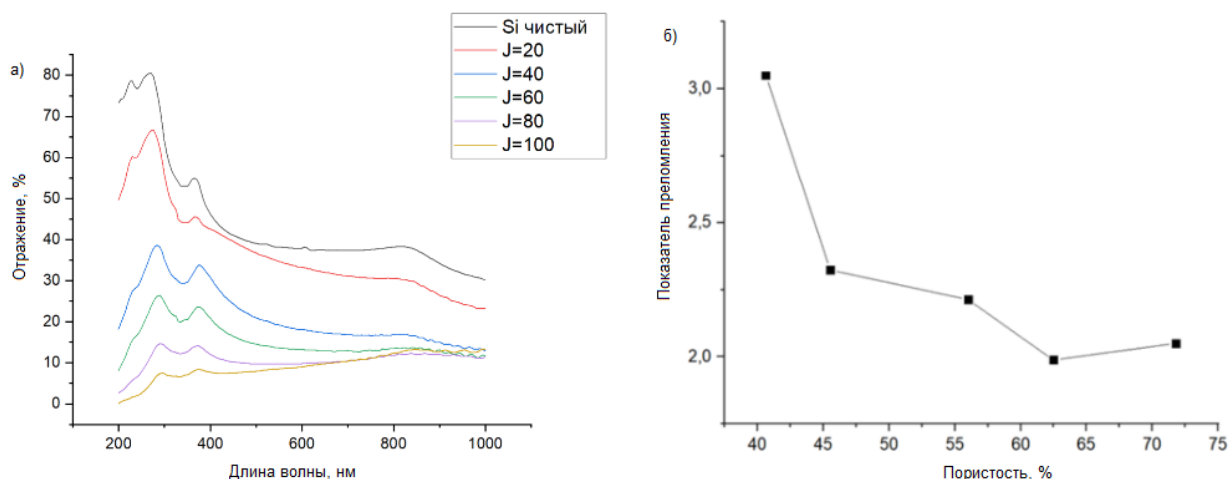 а)
Si чистый
J=20
J=40
J=60
J=80
J=100
Отражение, %
80
70
60
50
40
30
20
10
0
200
400
600
800
1000
Длина волны, нм
б)
Показатель преломления
3,0
2,5
2,0
40
45
50
55
60
65
70
75
Пористость, %